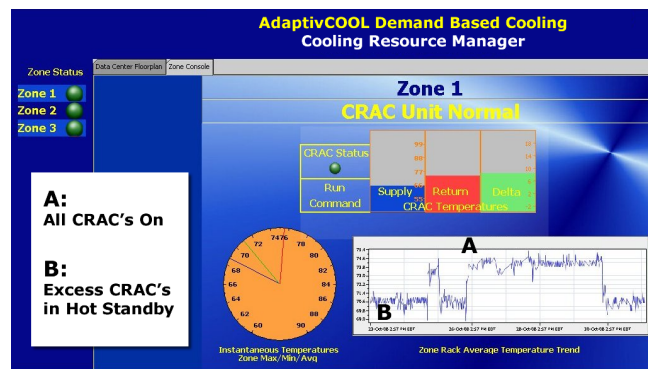 AdaptivCOOL Demand Based Cooling
Cooling Resource Manager
Zone Status
Data Center Floorplan Zone Console
Zone 1
Zone 2
Zone 3
Zone 1
CRAC Unit Normal
CRAC Status
Run
Command
99
88
77
Supply Return Delta
CRAC Temperatures
A:
All CRAC's On
B:
Excess CRAC's
in Hot Standby
60
62
64
66
68
70
72
74
76
78
80
82
84
86
88
90
Instantaneous Temperatures
Zone Max/Min/Avg
A
B
Zone Rack Average Temperature Trend